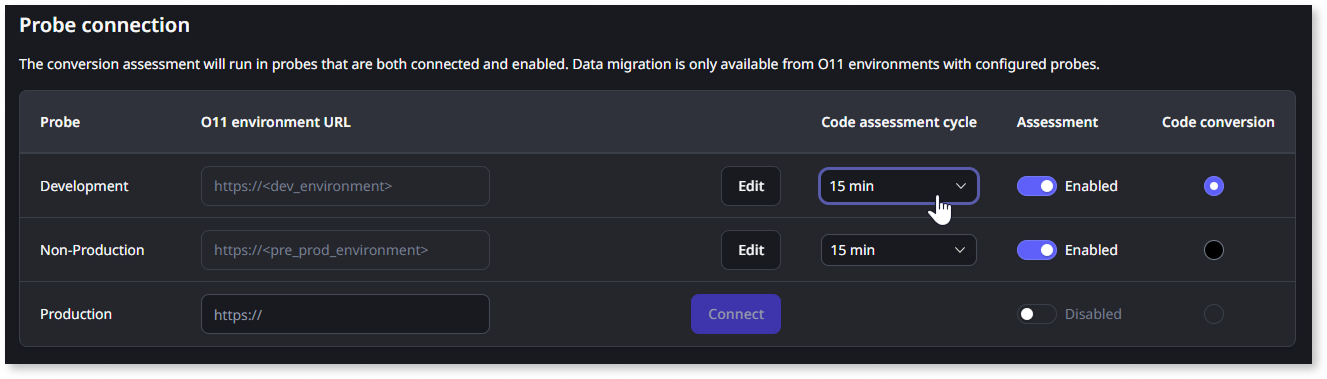 Probe connection
The conversion assessment will run in probes that are both connected and enabled. Data migration is only available from O11 environments with configured probes.
Probe O11 environment URL Code assessment cycle Assessment Code conversion
Development https://<dev_environment> Edit 15 min Enabled
Non-Production https://<pre_prod_environment> Edit 15 min Enabled
Production https:// Connect Disabled